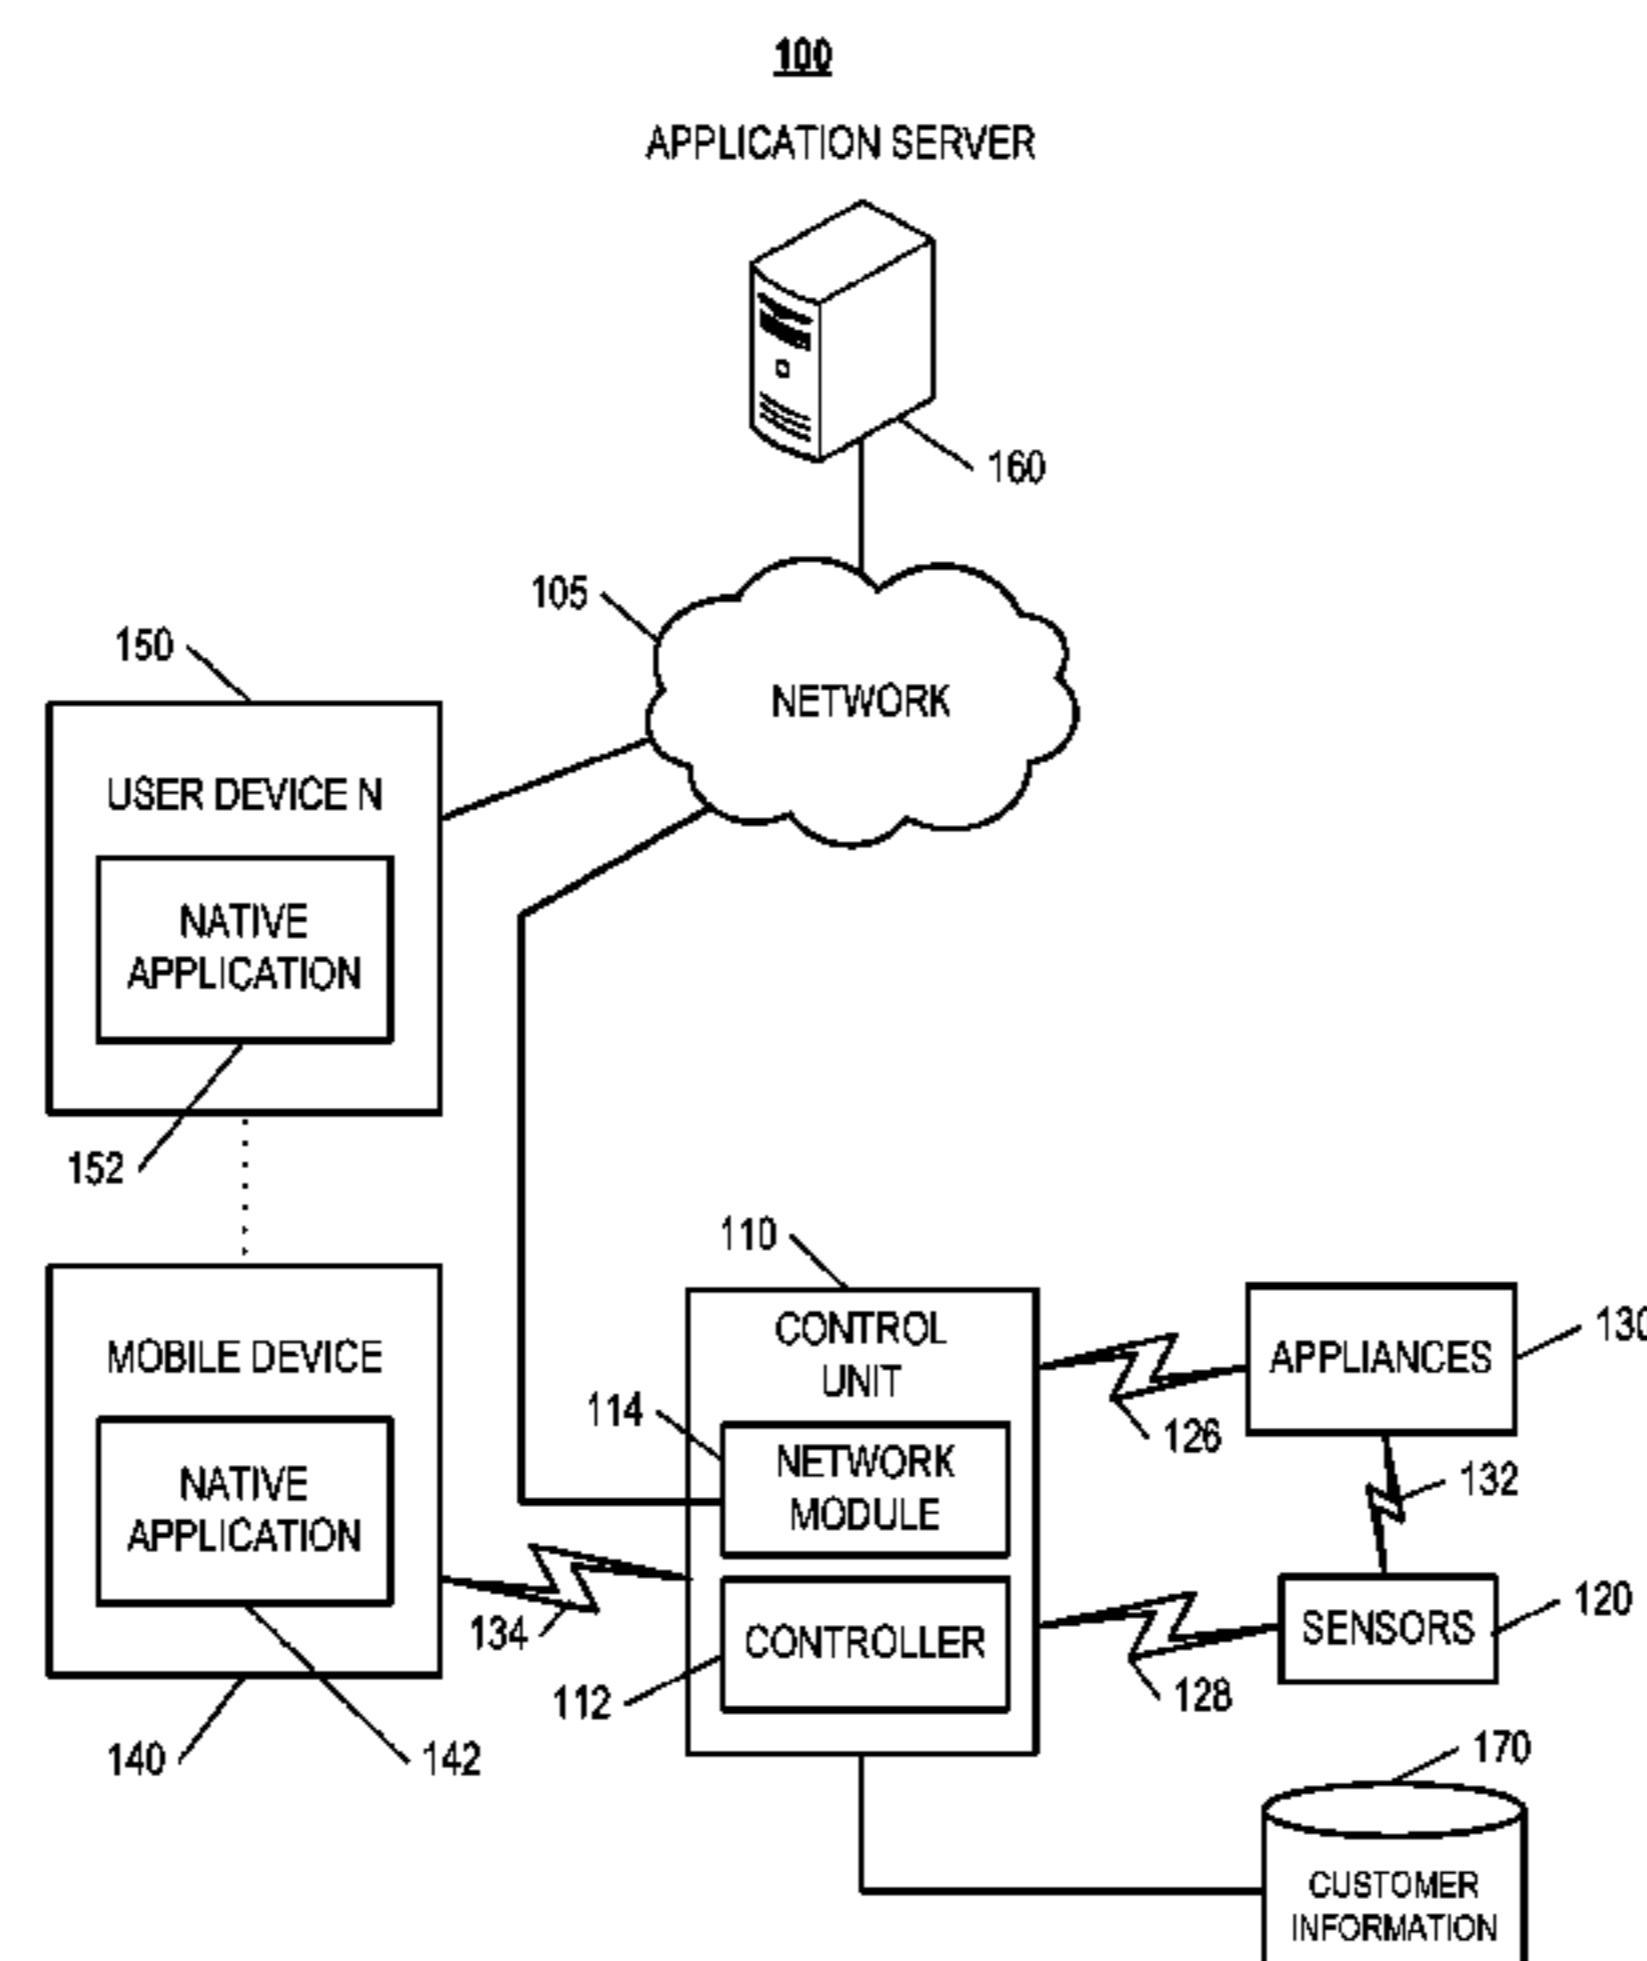 100
APPLICATION SERVER
160
105
NETWORK
150
USER DEVICE N
NATIVE
APPLICATION
152
110
CONTROL
UNIT
130
APPLIANCES
MOBILE DEVICE
114
126
NETWORK
MODULE
132
NATIVE
APPLICATION
120
SENSORS
134
CONTROLLER
112
128
140
142
170
CUSTOMER
INFORMATION